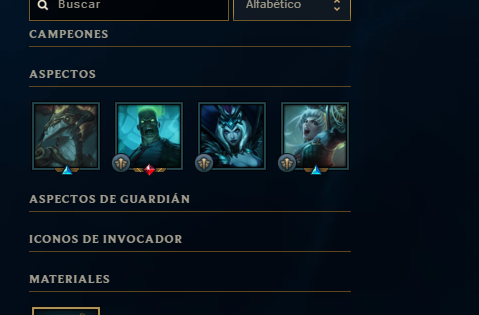 Buscar
Alfabético
CAMPEONES
ASPECTOS
ASPECTOS DE GUARDIÁN
ICONOS DE INVOCADOR
MATERIALES